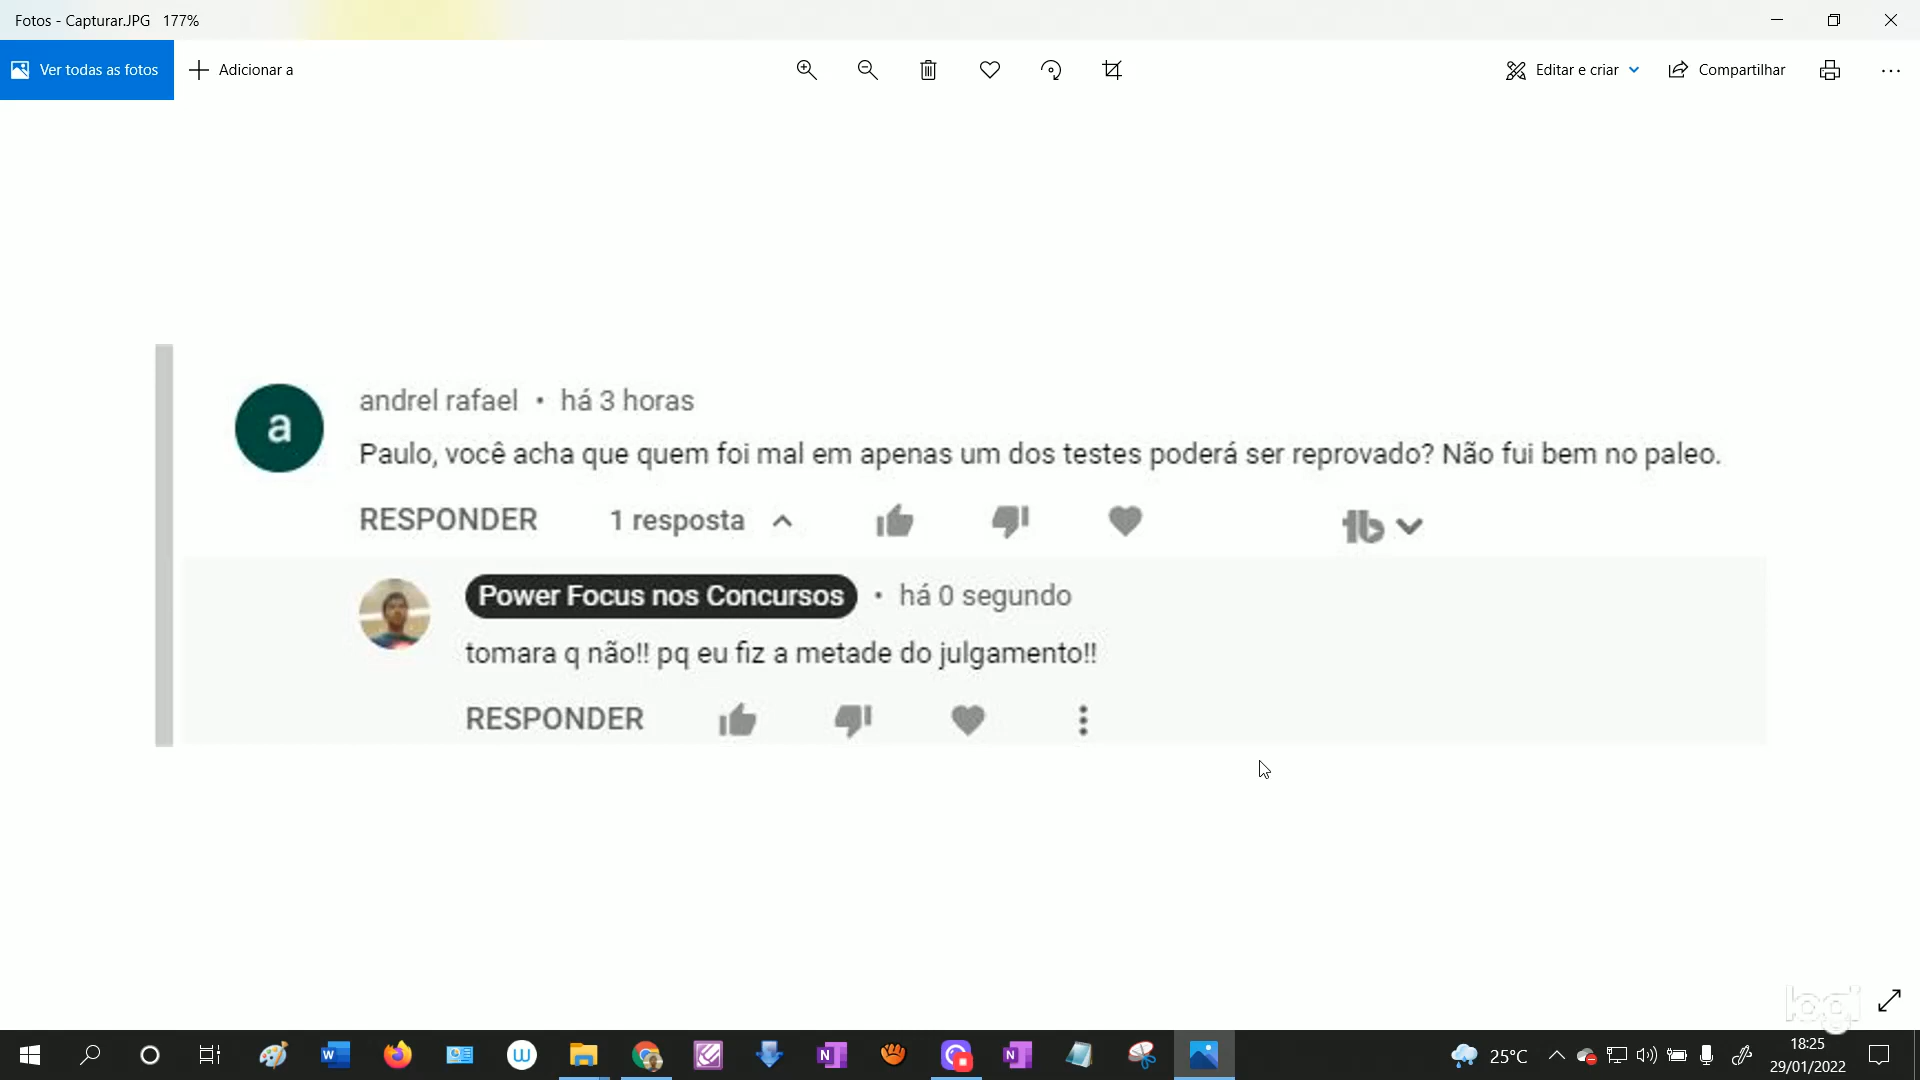 Fotos - Capturar.JPG 177%
Ver todas as fotos
Adicionar a
Editar e criar
Compartilhar
a
andrel rafael • há 3 horas
Paulo, você acha que quem foi mal em apenas um dos testes poderá ser reprovado? Não fui bem no paleo.
RESPONDER 1 resposta
Power Focus nos Concursos • há 0 segundo
tomara q não!! pq eu fiz a metade do julgamento!!
RESPONDER
logi
25°C
18:25
29/01/2022